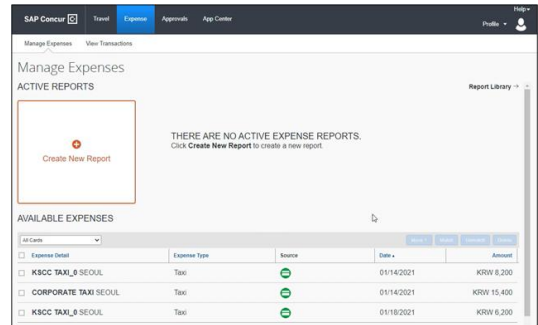 Help
SAP Concur C Travel Expense Approvals App Center
Profile
Manage Expenses View Transactions
Manage Expenses
ACTIVE REPORTS
Report Library →
Create New Report
THERE ARE NO ACTIVE EXPENSE REPORTS.
Click Create New Report to create a new report.
AVAILABLE EXPENSES
All Cards
Expense Detail Expense Type Source Date Amount
KSCC TAXI_0 SEOUL Taxi 01/14/2021 KRW 8,200
CORPORATE TAXI SEOUL Taxi 01/14/2021 KRW 15,400
KSCC TAXI_0 SEOUL Taxi 01/18/2021 KRW 6,200